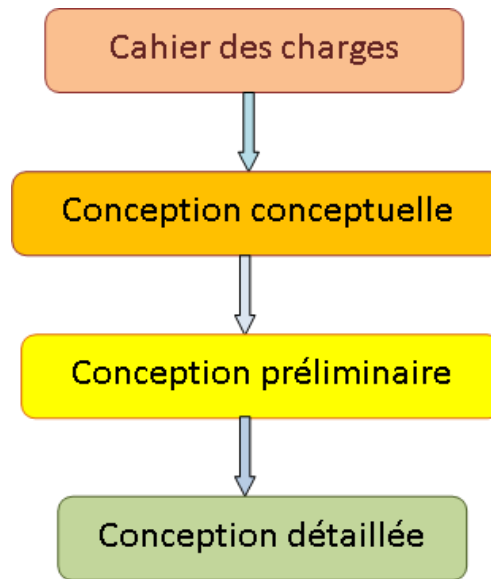 Cahier des charges
Conception conceptuelle
Conception préliminaire
Conception détaillée